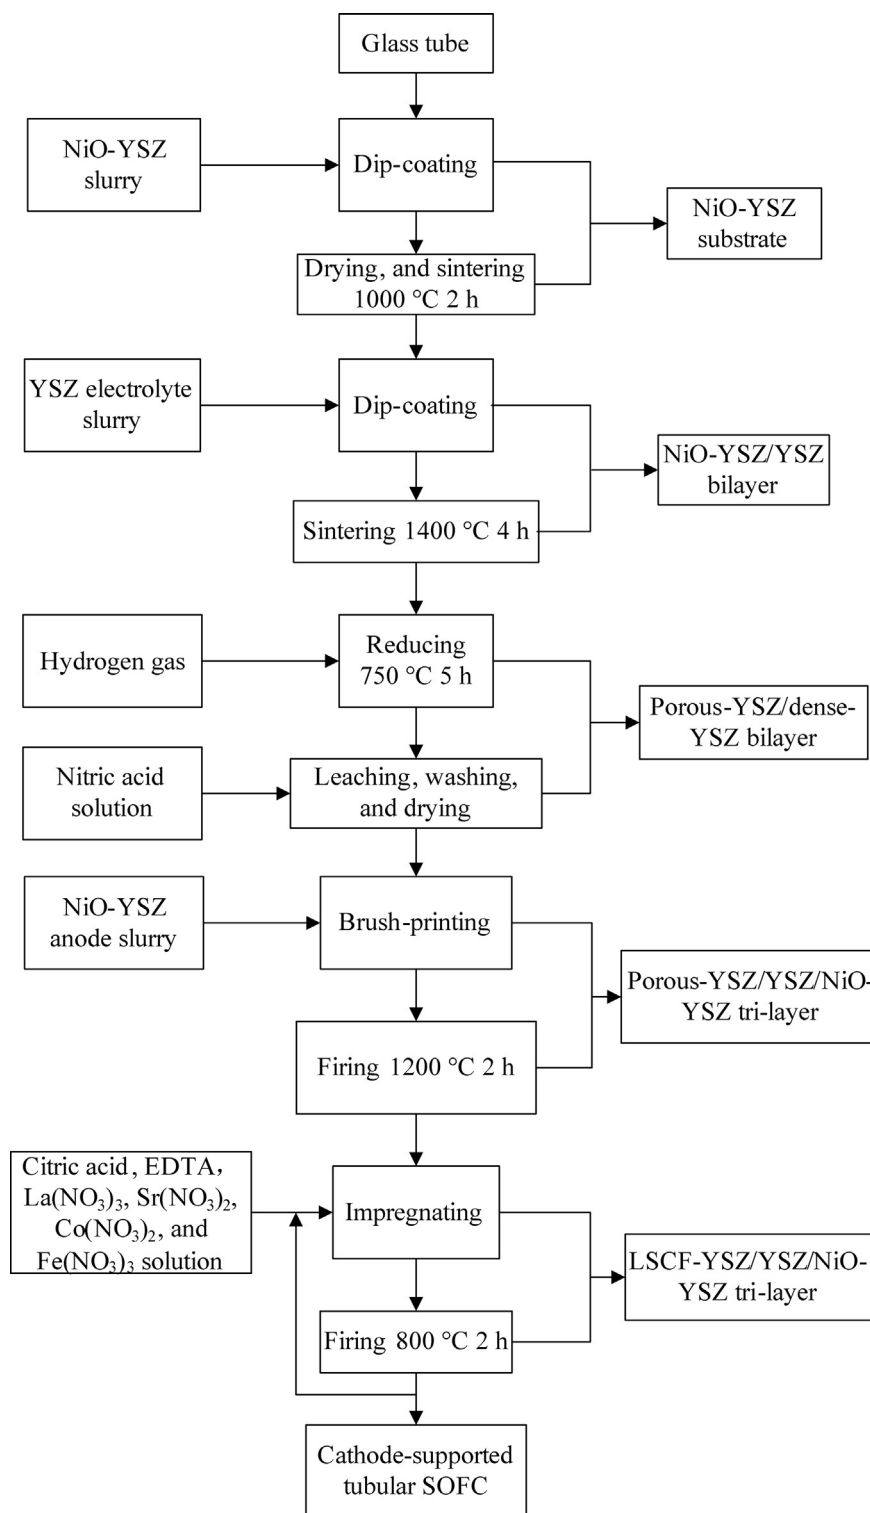 Glass tube
NiO-YSZ
slurry
Dip-coating
NiO-YSZ
substrate
Drying, and sintering
1000 °C 2 h
YSZ electrolyte
slurry
Dip-coating
NiO-YSZ/YSZ
bilayer
Sintering 1400 °C 4 h
Hydrogen gas
Reducing
750 °C 5 h
Porous-YSZ/dense-
YSZ bilayer
Nitric acid
solution
Leaching, washing,
and drying
NiO-YSZ
anode slurry
Brush-printing
Porous-YSZ/YSZ/NiO-
YSZ tri-layer
Firing 1200 °C 2 h
Citric acid, EDTA,
La(NO₃)₃, Sr(NO₃)₂,
Co(NO₃)₂, and
Fe(NO₃)₃ solution
Impregnating
LSCF-YSZ/YSZ/NiO-
YSZ tri-layer
Firing 800 °C 2 h
Cathode-supported
tubular SOFC